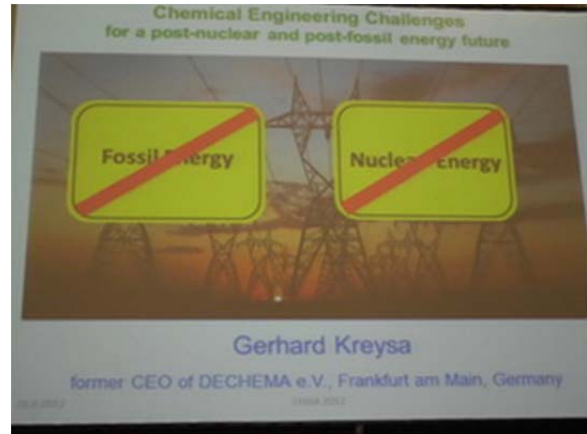 Chemical Engineering Challenges
for a post-nuclear and post-fossil energy future
Fossil Energy
Nuclear Energy
Gerhard Kreysa
former CEO of DECHEMA e.V., Frankfurt am Main, Germany